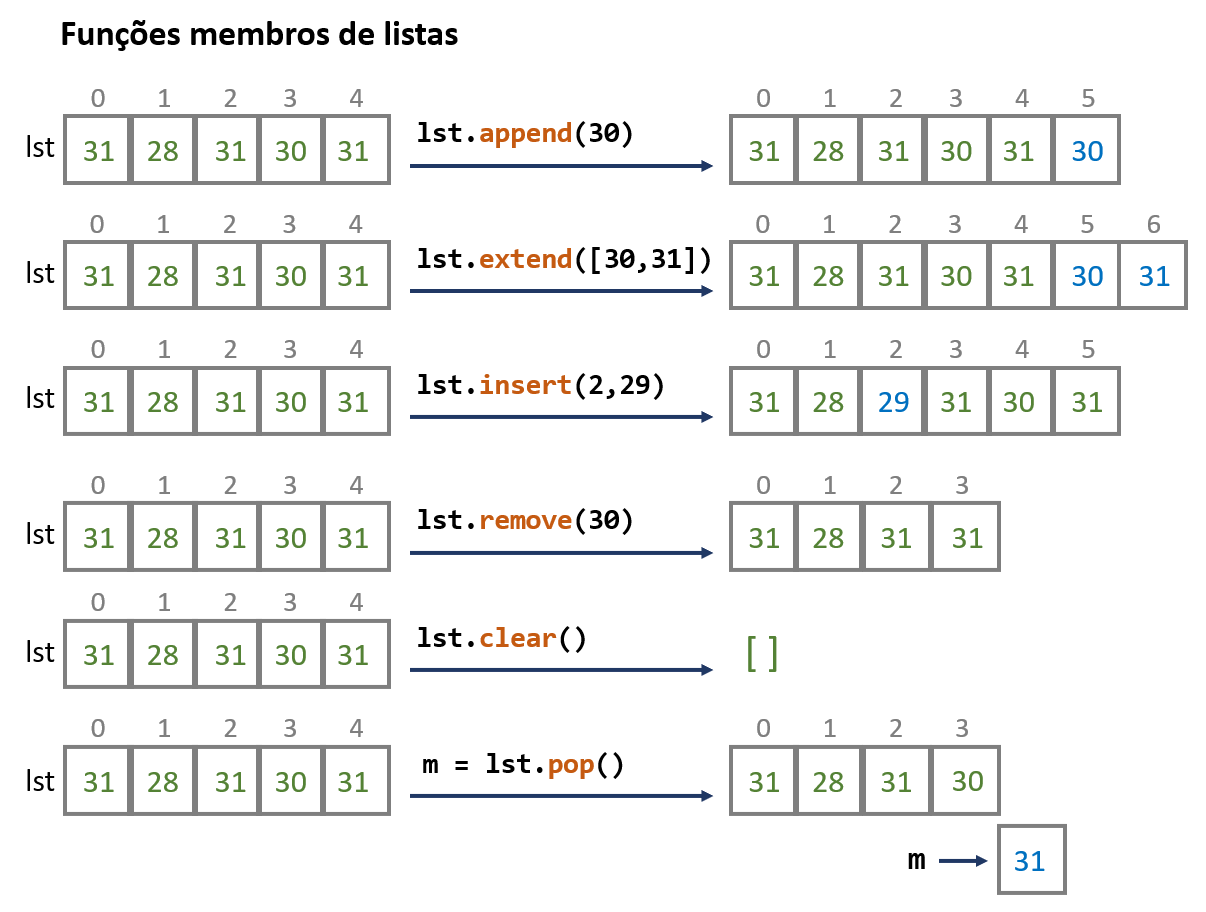 Funções membros de listas
0 1 2 3 4
0 1 2 3 4 5
lst 31 28 31 30 31
lst.append(30)
31 28 31 30 31 30
0 1 2 3 4
0 1 2 3 4 5 6
lst 31 28 31 30 31
lst.extend([30,31])
31 28 31 30 31 30 31
0 1 2 3 4
0 1 2 3 4 5
lst 31 28 31 30 31
lst.insert(2,29)
31 28 29 31 30 31
0 1 2 3 4
0 1 2 3
lst 31 28 31 30 31
lst.remove(30)
31 28 31 31
0 1 2 3 4
lst 31 28 31 30 31
lst.clear()
[ ]
0 1 2 3 4
0 1 2 3
lst 31 28 31 30 31
m = lst.pop()
31 28 31 30
m 31